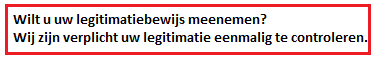 Wilt u uw legitimatiebewijs meenemen?
Wij zijn verplicht uw legitimatie eenmalig te controleren.